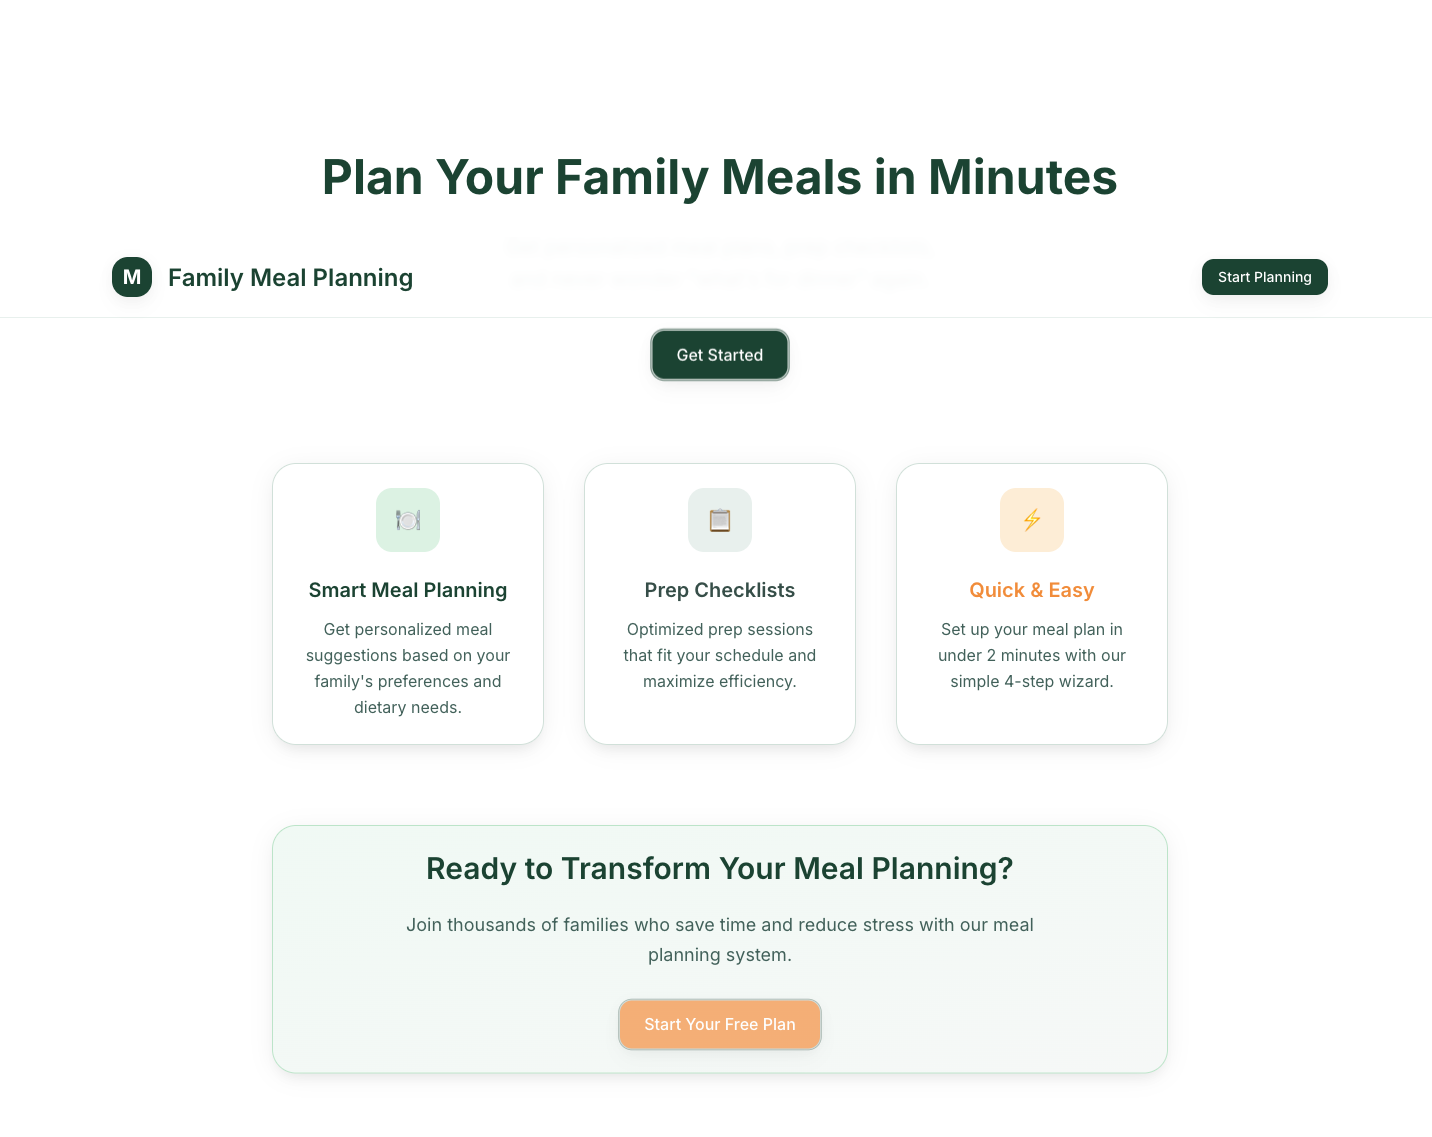 Plan Your Family Meals in Minutes
M
Family Meal Planning
Start Planning
Get Started
Smart Meal Planning
Get personalized meal
suggestions based on your
family's preferences and
dietary needs.
Prep Checklists
Optimized prep sessions
that fit your schedule and
maximize efficiency.
Quick & Easy
Set up your meal plan in
under 2 minutes with our
simple 4-step wizard.
Ready to Transform Your Meal Planning?
Join thousands of families who save time and reduce stress with our meal
planning system.
Start Your Free Plan